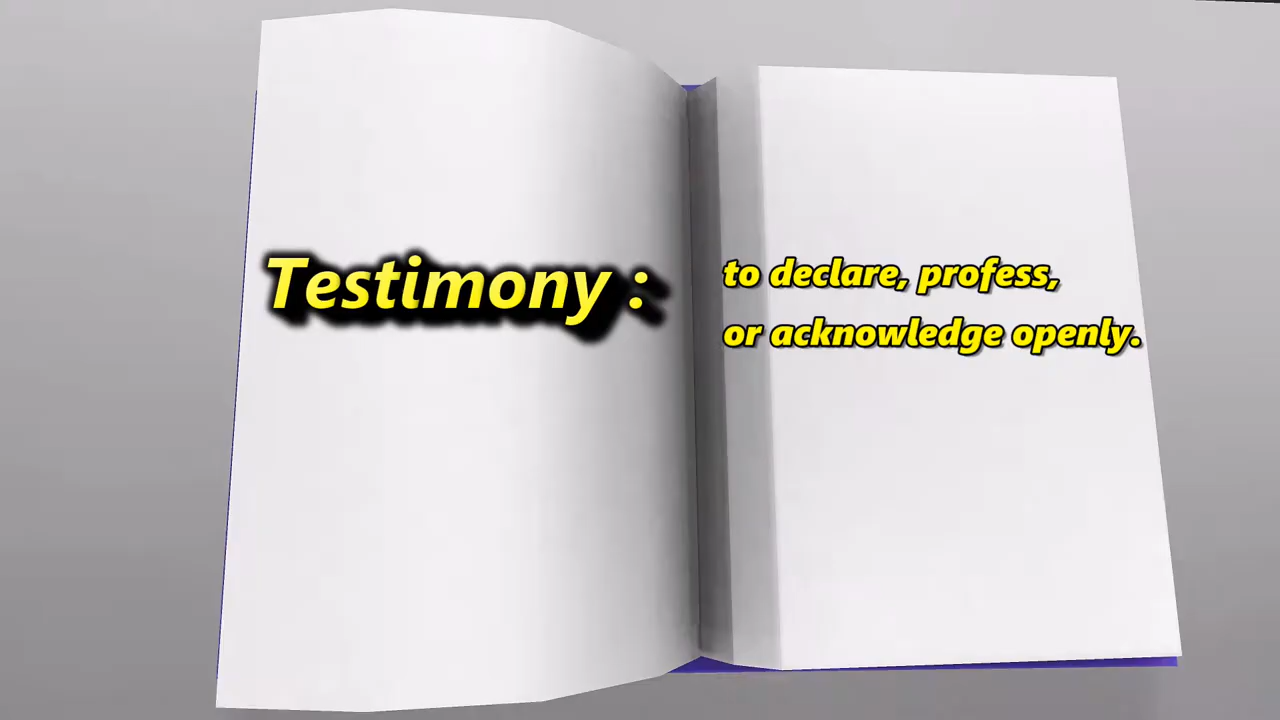 Testimony :
to declare, profess,
or acknowledge openly.